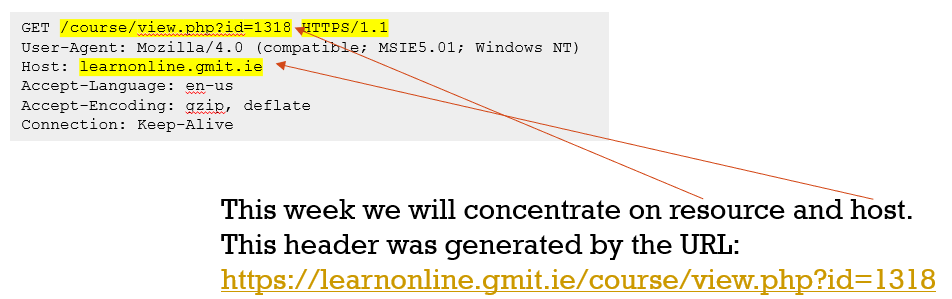 GET /course/view.php?id=1318 HTTPS/1.1
User-Agent: Mozilla/4.0 (compatible; MSIE5.01; Windows NT)
Host: learnonline.gmit.ie
Accept-Language: en-us
Accept-Encoding: gzip, deflate
Connection: Keep-Alive
This week we will concentrate on resource and host.
This header was generated by the URL:
https://learnonline.gmit.ie/course/view.php?id=1318